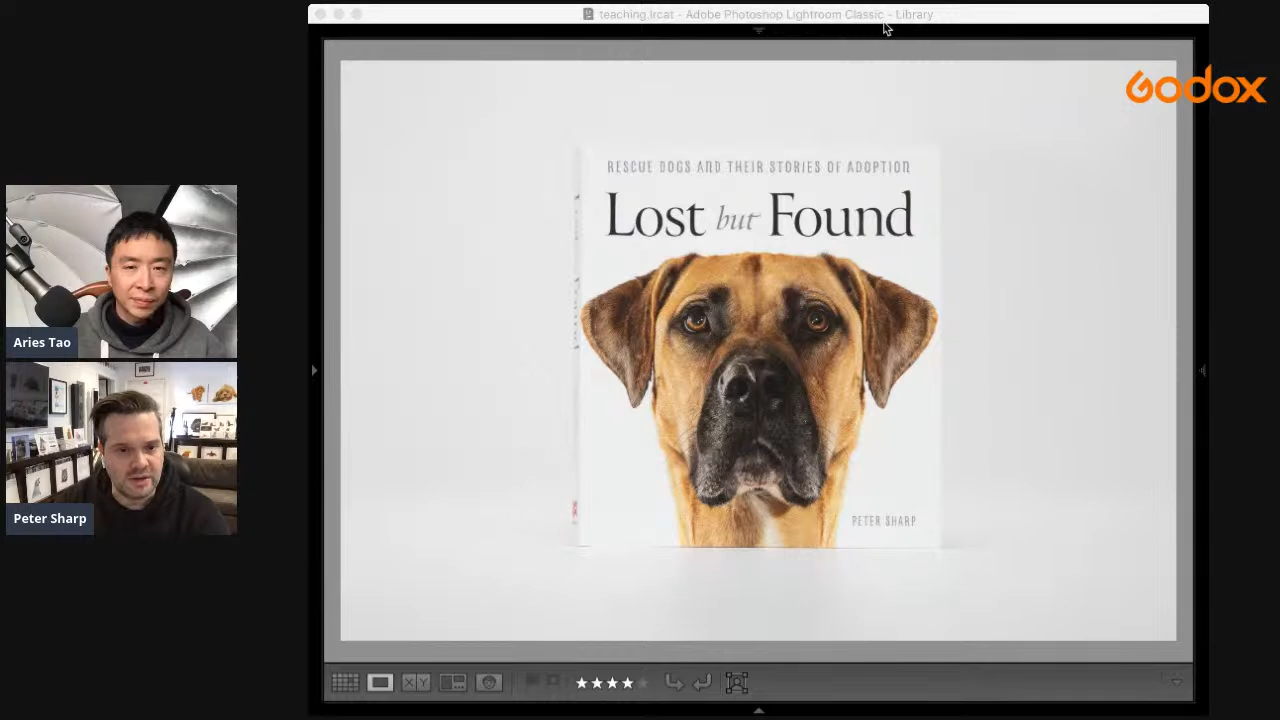 teaching.lrcat - Adobe Photoshop Lightroom Classic - Library
Godox
RESCUE DOGS AND THEIR STORIES OF ADOPTION
Lost but Found
PETER SHARP
Aries Tao
Peter Sharp
XY